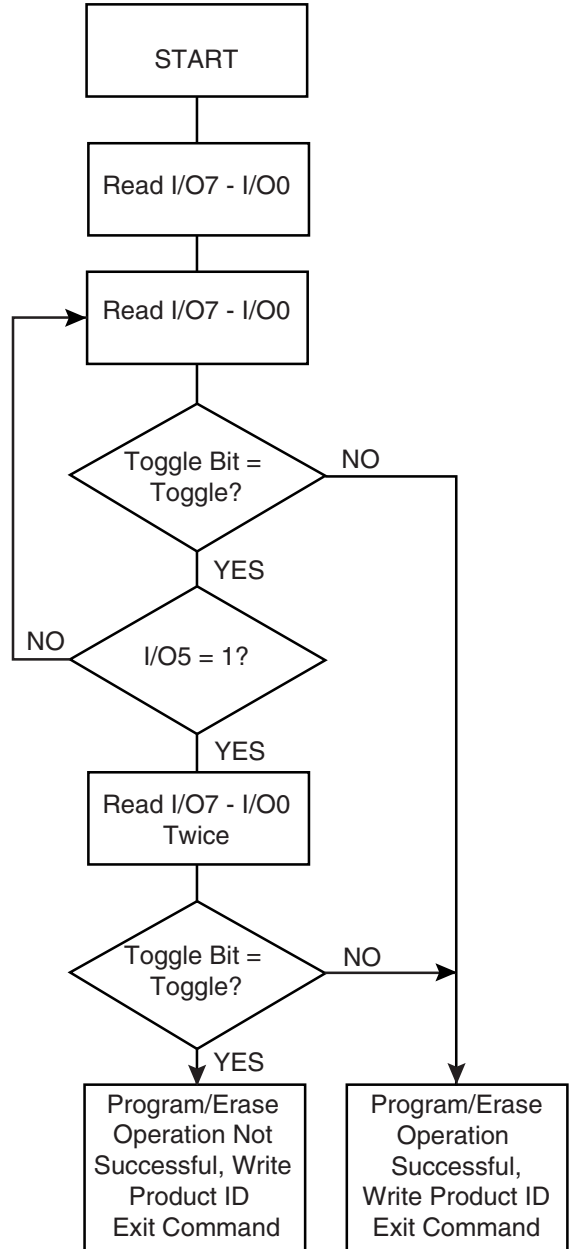 START
Read I/O7 - I/O0
Read I/O7 - I/O0
Toggle Bit =
Toggle?
NO
YES
NO
I/O5 = 1?
YES
Read I/O7 - I/O0
Twice
Toggle Bit =
Toggle?
NO
YES
Program/Erase
Operation Not
Successful, Write
Product ID
Exit Command
Program/Erase
Operation
Successful,
Write Product ID
Exit Command